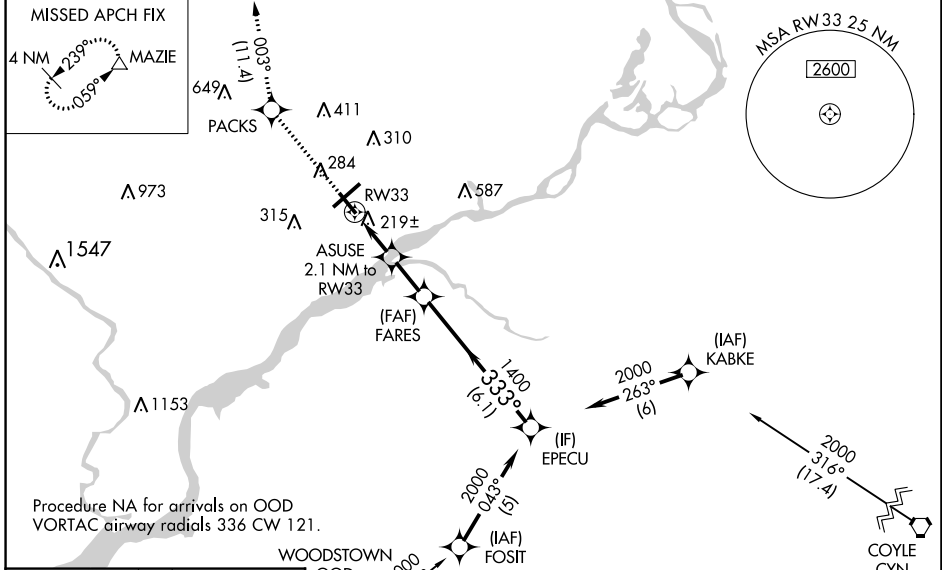 MISSED APCH FIX
4 NM
239°
059°
MAZIE
003°
(11.4)
649
PACKS
411
310
284
MSA RW33 25 NM
2600
973
RW33
587
315
219±
1547
ASUSE
2.1 NM to
RW33
(FAF)
FARES
1400
333°
(6.1)
(IAF)
KABKE
2000
263°
(6)
1153
(IF)
EPECU
2000
316°
(17.4)
2000
043°
(5)
Procedure NA for arrivals on OOD
VORTAC airway radials 336 CW 121.
(IAF)
FOSIT
WOODSTOWN
COYLE